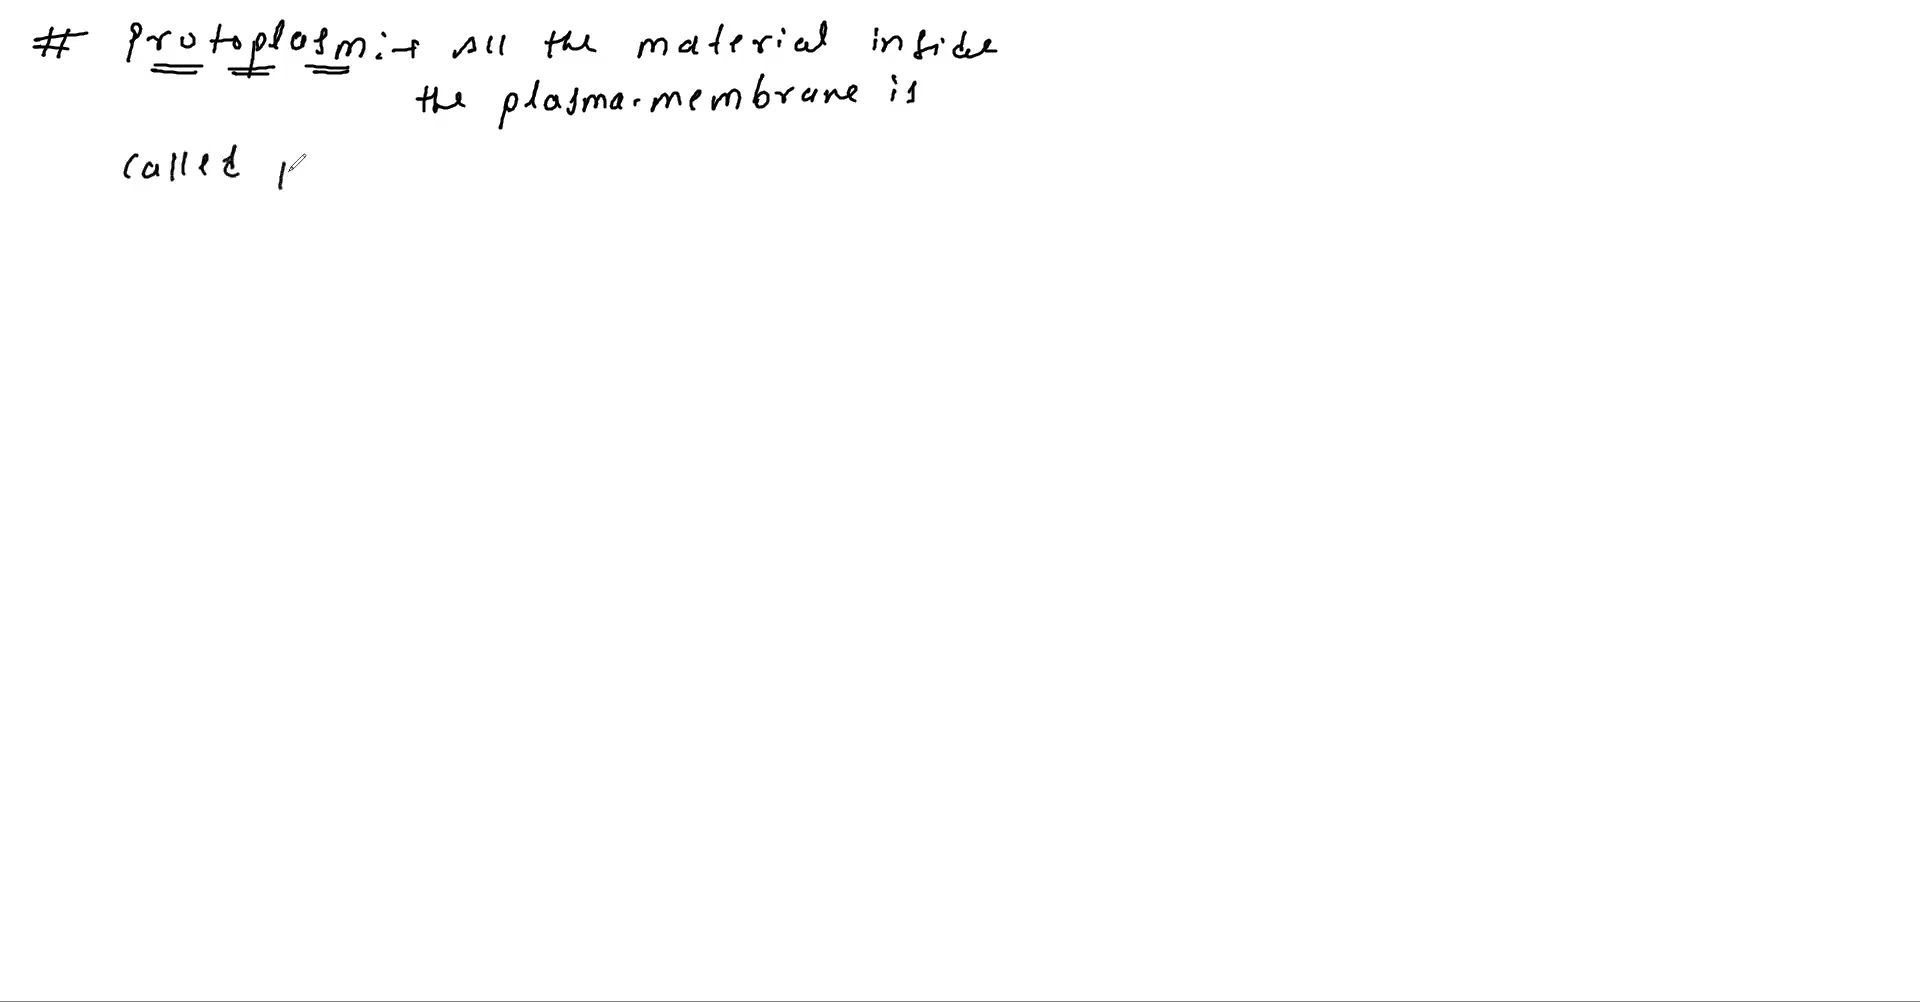 # Protoplasm:→ All the material inside
the plasma-membrane is
called